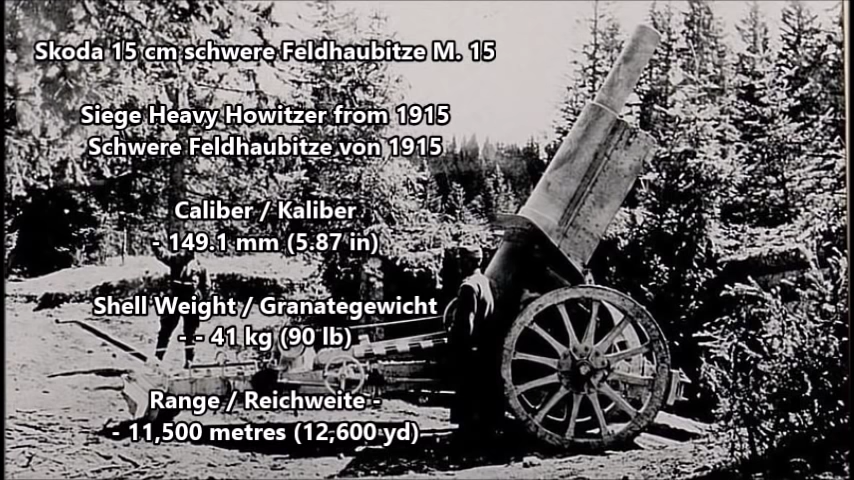 Skoda 15 cm schwere Feldhaubitze M. 15
Siege Heavy Howitzer from 1915
Schwere Feldhaubitze von 1915
Caliber / Kaliber
- 149.1 mm (5.87 in)
Shell Weight / Granategewicht
- - 41 kg (90 lb)
Range / Reichweite -
- 11,500 metres (12,600 yd)